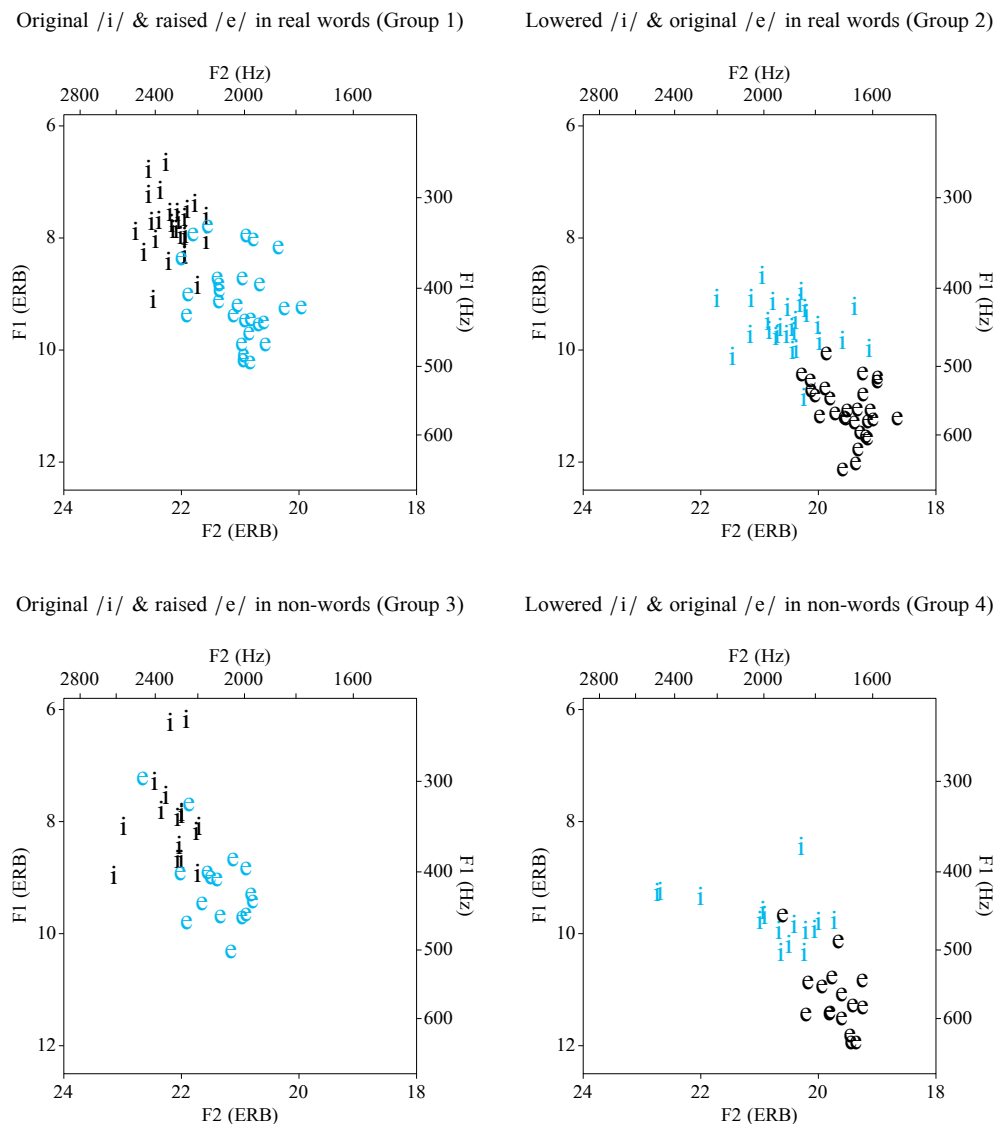 Original /i/ & raised /e/ in real words (Group 1)
F2 (Hz)
2800 2400 2000 1600
6
8
10
12
F1 (ERB)
300
400
500
600
F1 (Hz)
i i i i i i i i i i i i i i i i i i i i i i i i
e e e e e e e e e e e e e e e e e e e e e e e e e e e e
24 22 20 18
F2 (ERB)
Lowered /i/ & original /e/ in real words (Group 2)
F2 (Hz)
2800 2400 2000 1600
6
8
10
12
F1 (ERB)
300
400
500
600
F1 (Hz)
i i i i i i i i i i i i i i i i i i i i i i i i
e e e e e e e e e e e e e e e e e e e e e e e e e e e e
24 22 20 18
F2 (ERB)
Original /i/ & raised /e/ in non-words (Group 3)
F2 (Hz)
2800 2400 2000 1600
6
8
10
12
F1 (ERB)
300
400
500
600
F1 (Hz)
i i i i i i i i i i i i i i i
e e e e e e e e e e e e e e e e
24 22 20 18
F2 (ERB)
Lowered /i/ & original /e/ in non-words (Group 4)
F2 (Hz)
2800 2400 2000 1600
6
8
10
12
F1 (ERB)
300
400
500
600
F1 (Hz)
i i i i i i i i i i i i i i i i
e e e e e e e e e e e e e e e e
24 22 20 18
F2 (ERB)